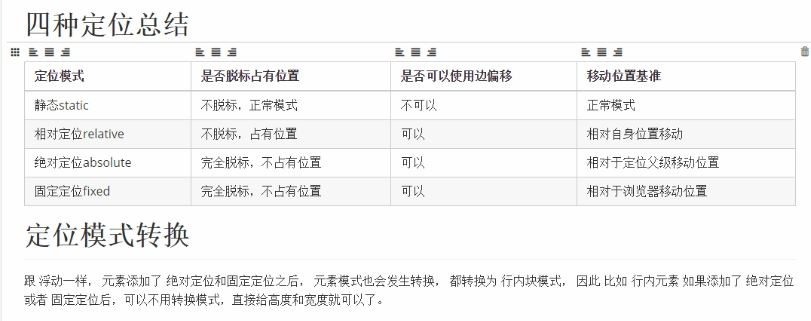 四种定位总结
定位模式 是否脱标占有位置 是否可以使用边偏移 移动位置基准
静态static 不脱标，正常模式 不可以 正常模式
相对定位relative 不脱标，占有位置 可以 相对自身位置移动
绝对定位absolute 完全脱标，不占有位置 可以 相对于定位父级移动位置
固定定位fixed 完全脱标，不占有位置 可以 相对于浏览器移动位置
定位模式转换
跟 浮动一样， 元素添加了 绝对定位和固定定位之后， 元素模式也会发生转换， 都转换为 行内块模式， 因此 比如 行内元素 如果添加了 绝对定位
或者 固定定位后，可以不用转换模式，直接给高度和宽度就可以了。